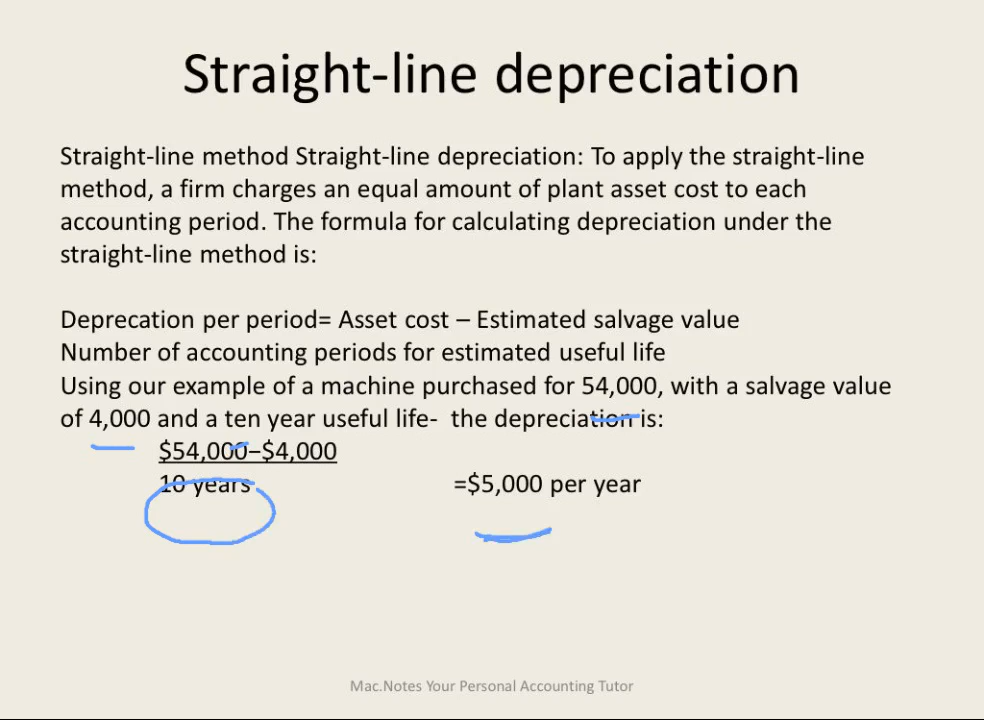 Straight-line depreciation
Straight-line method Straight-line depreciation: To apply the straight-line
method, a firm charges an equal amount of plant asset cost to each
accounting period. The formula for calculating depreciation under the
straight-line method is:
Deprecation per period= Asset cost – Estimated salvage value
Number of accounting periods for estimated useful life
Using our example of a machine purchased for 54,000, with a salvage value
of 4,000 and a ten year useful life-  the depreciation is:
$54,000–$4,000
10 years =$5,000 per year
Mac.Notes Your Personal Accounting Tutor